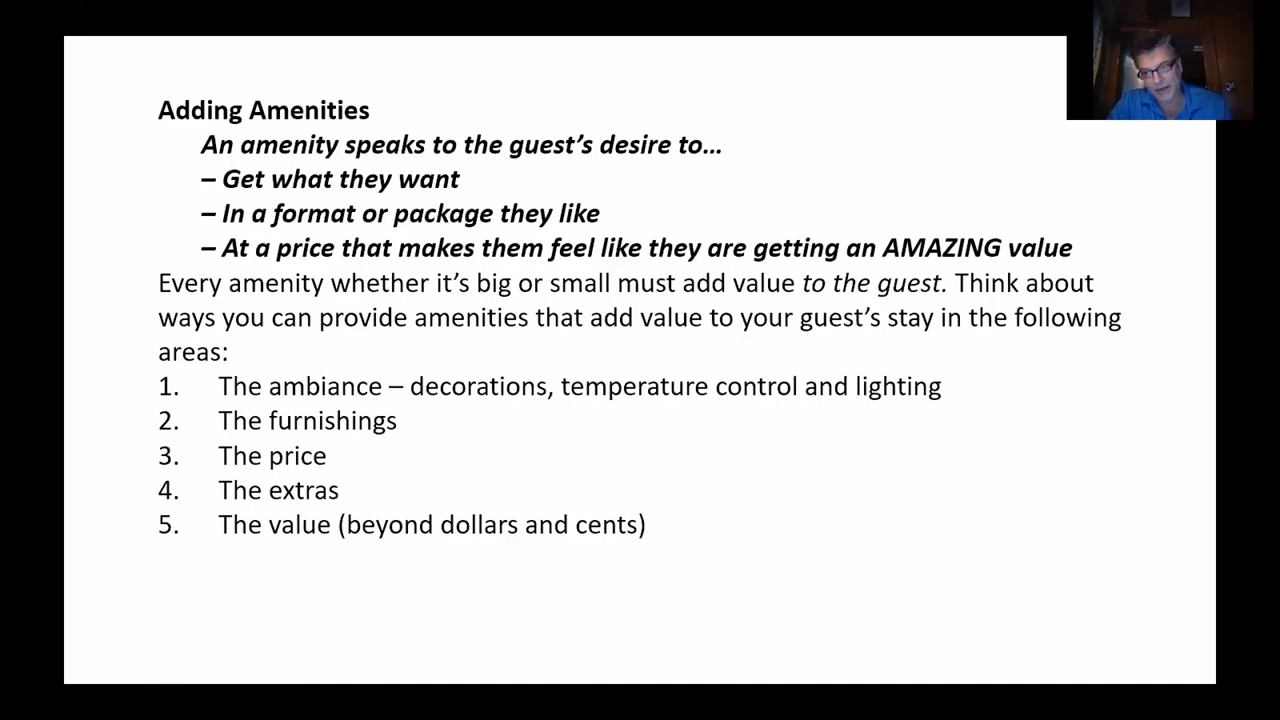 Adding Amenities
An amenity speaks to the guest’s desire to…
– Get what they want
– In a format or package they like
– At a price that makes them feel like they are getting an AMAZING value
Every amenity whether it’s big or small must add value to the guest. Think about
ways you can provide amenities that add value to your guest’s stay in the following
areas:
1. The ambiance – decorations, temperature control and lighting
2. The furnishings
3. The price
4. The extras
5. The value (beyond dollars and cents)